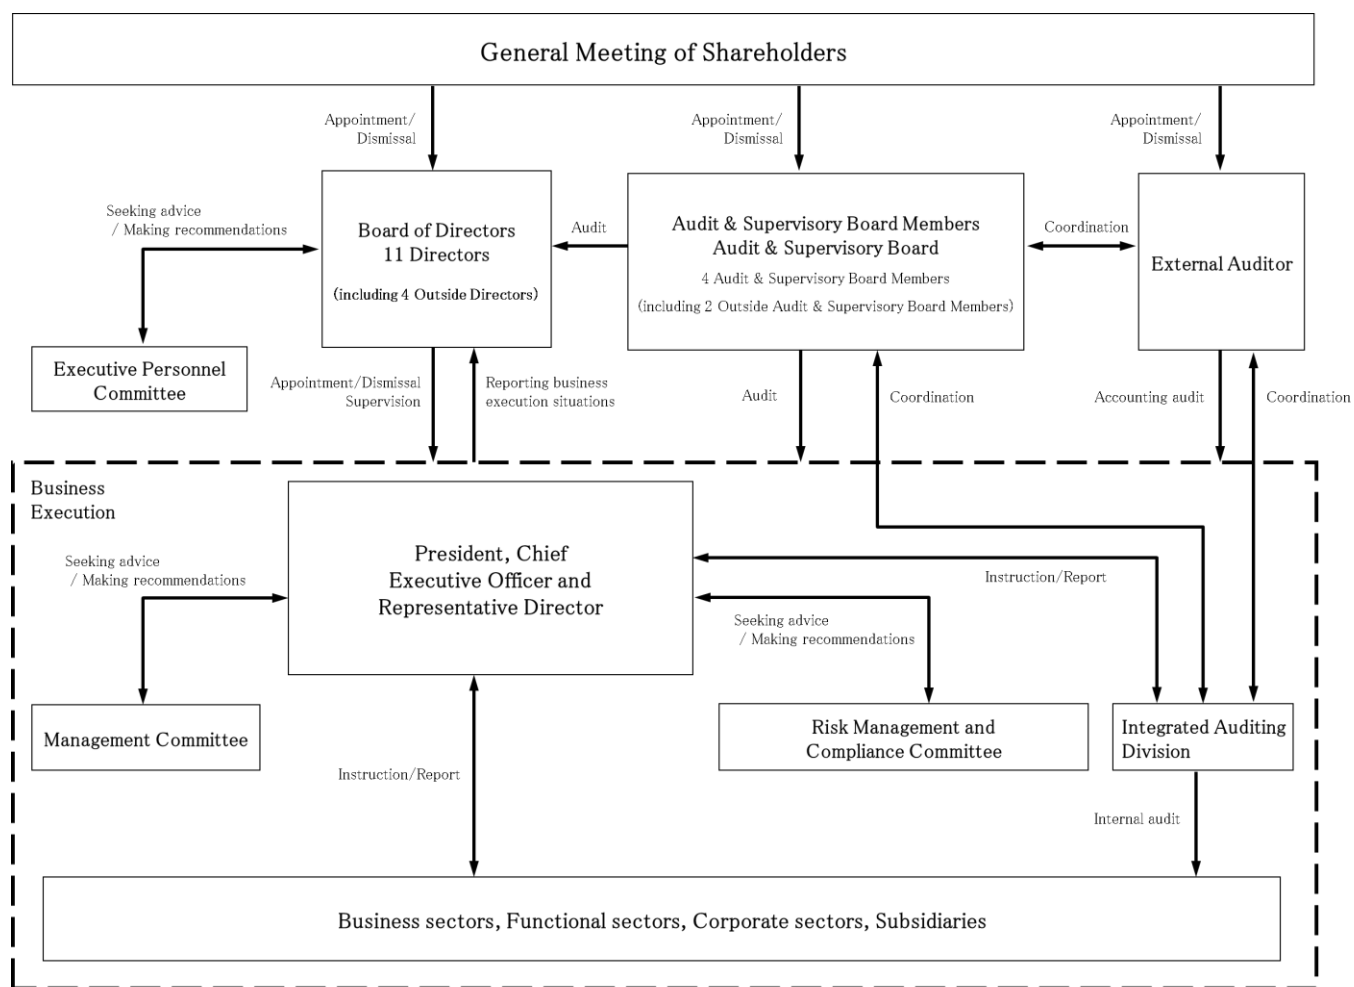 General Meeting of Shareholders
Appointment/
Dismissal
Appointment/
Dismissal
Appointment/
Dismissal
Seeking advice
/ Making recommendations
Board of Directors
11 Directors
(including 4 Outside Directors)
Audit
Audit & Supervisory Board Members
Audit & Supervisory Board
4 Audit & Supervisory Board Members
(including 2 Outside Audit & Supervisory Board Members)
Coordination
External Auditor
Executive Personnel
Committee
Appointment/Dismissal
Supervision
Reporting business
execution situations
Audit
Coordination
Accounting audit
Coordination
Business
Execution
President, Chief
Executive Officer and
Representative Director
Seeking advice
/ Making recommendations
Instruction/Report
Seeking advice
/ Making recommendations
Management Committee
Risk Management and
Compliance Committee
Integrated Auditing
Division
Instruction/Report
Internal audit
Business sectors, Functional sectors, Corporate sectors, Subsidiaries